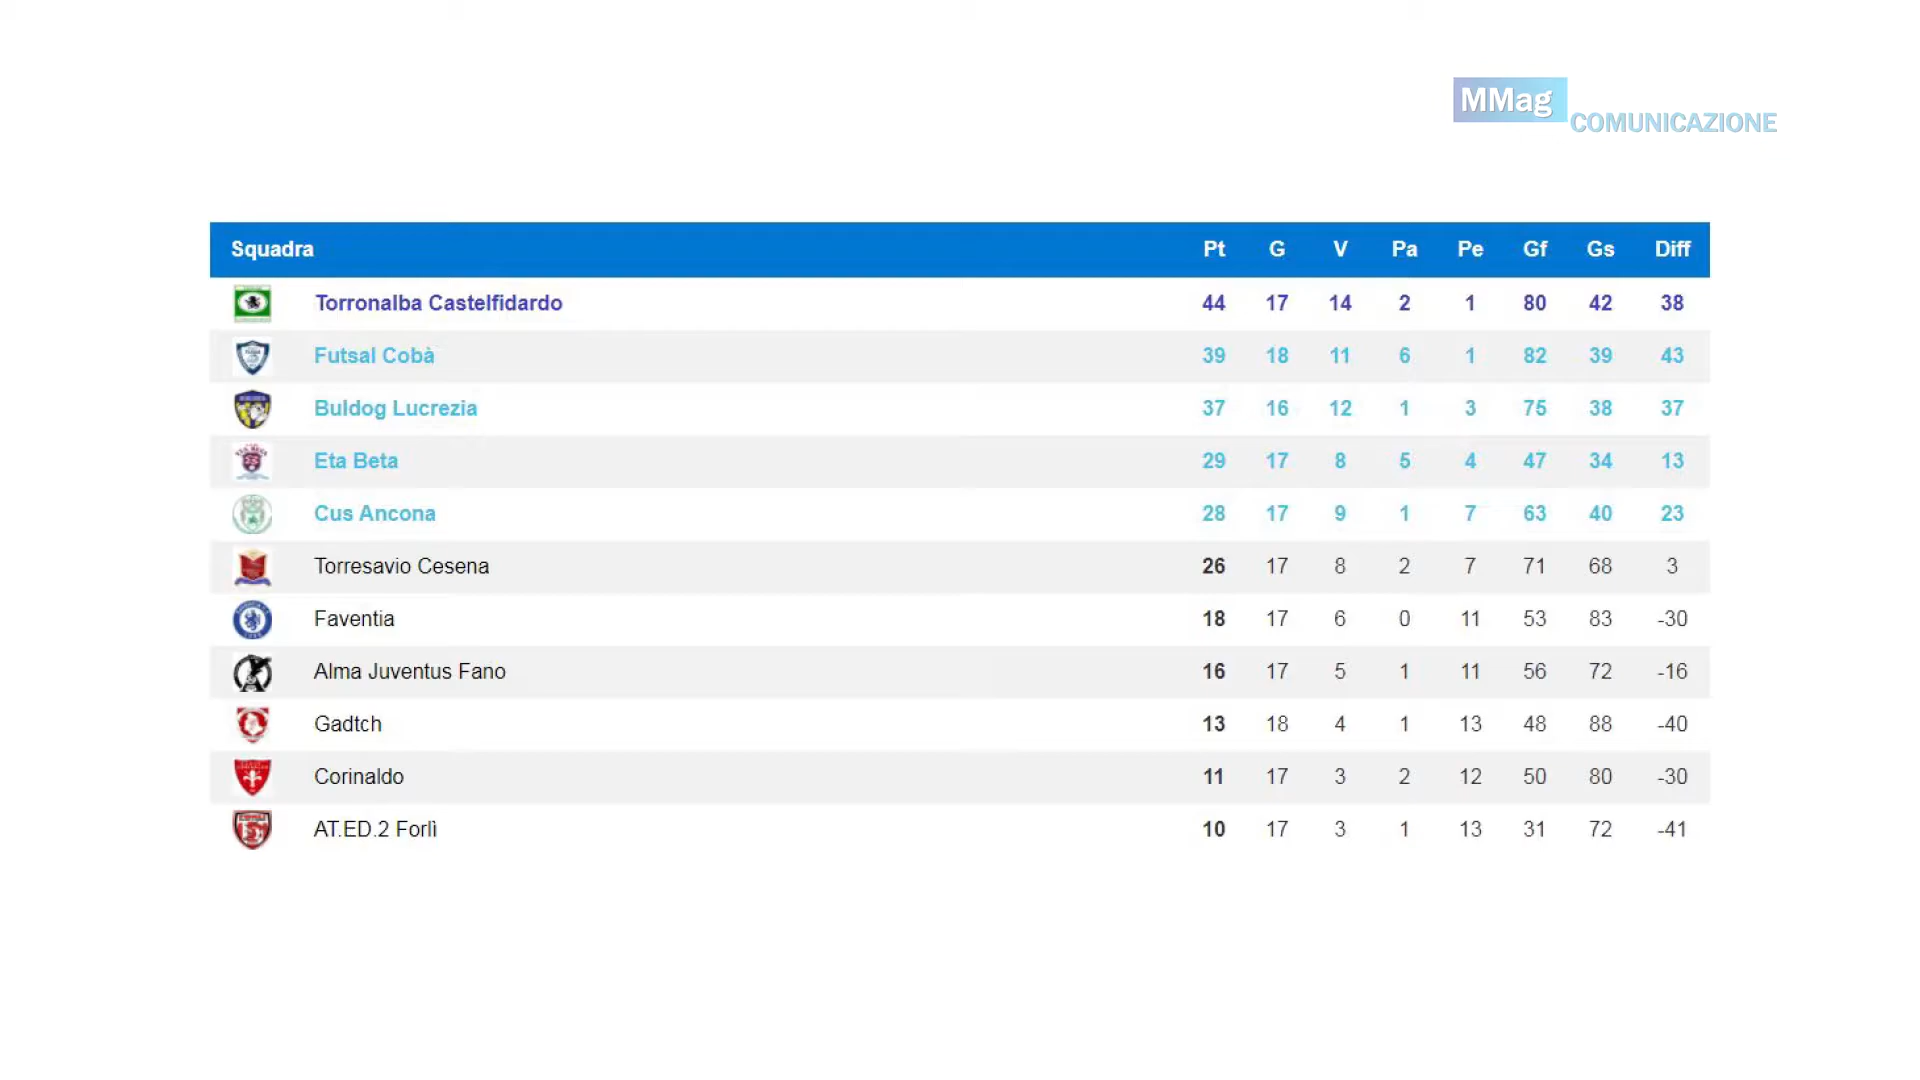 MMag
COMUNICAZIONE
Squadra Pt G V Pa Pe Gf Gs Diff
Torronalba Castelfidardo 44 17 14 2 1 80 42 38
Futsal Cobà 39 18 11 6 1 82 39 43
Buldog Lucrezia 37 16 12 1 3 75 38 37
Eta Beta 29 17 8 5 4 47 34 13
Cus Ancona 28 17 9 1 7 63 40 23
Torresavio Cesena 26 17 8 2 7 71 68 3
Faventia 18 17 6 0 11 53 83 -30
Alma Juventus Fano 16 17 5 1 11 56 72 -16
Gadtch 13 18 4 1 13 48 88 -40
Corinaldo 11 17 3 2 12 50 80 -30
AT.ED.2 Forlì 10 17 3 1 13 31 72 -41